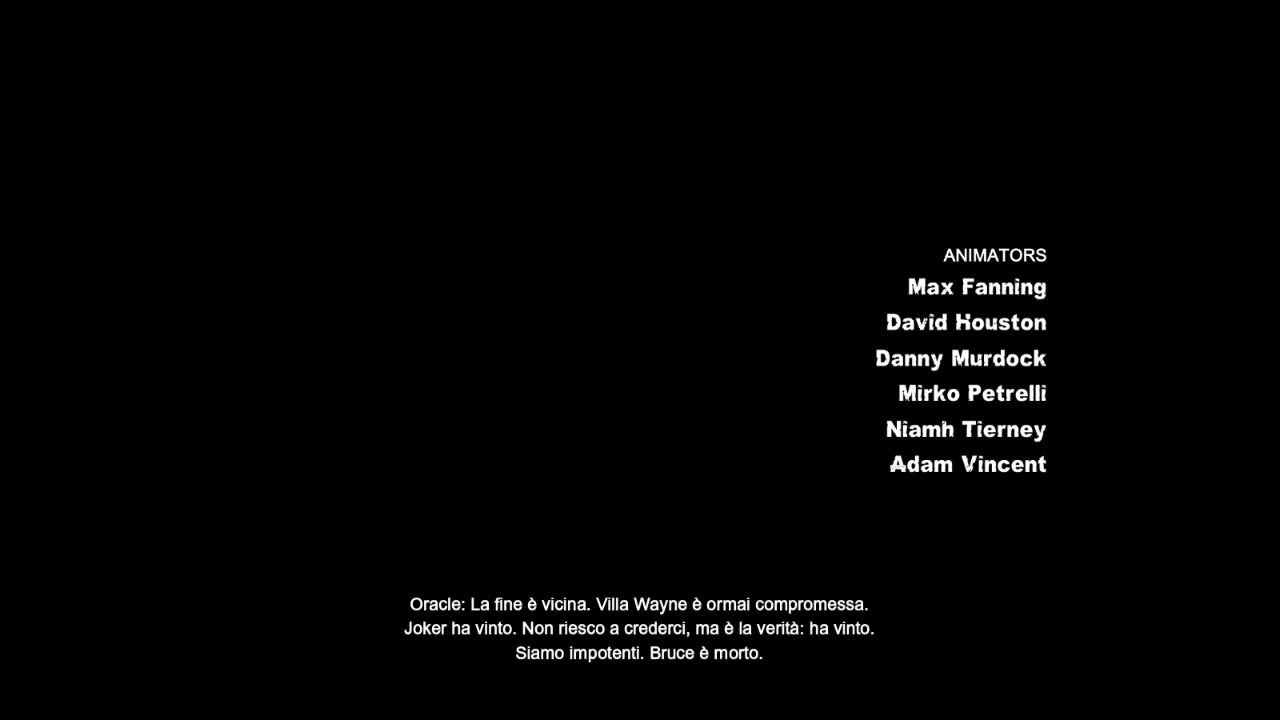 ANIMATORS
Max Fanning
David Houston
Danny Murdock
Mirko Petrelli
Niamh Tierney
Adam Vincent
Oracle: La fine è vicina. Villa Wayne è ormai compromessa.
Joker ha vinto. Non riesco a crederci, ma è la verità: ha vinto.
Siamo impotenti. Bruce è morto.